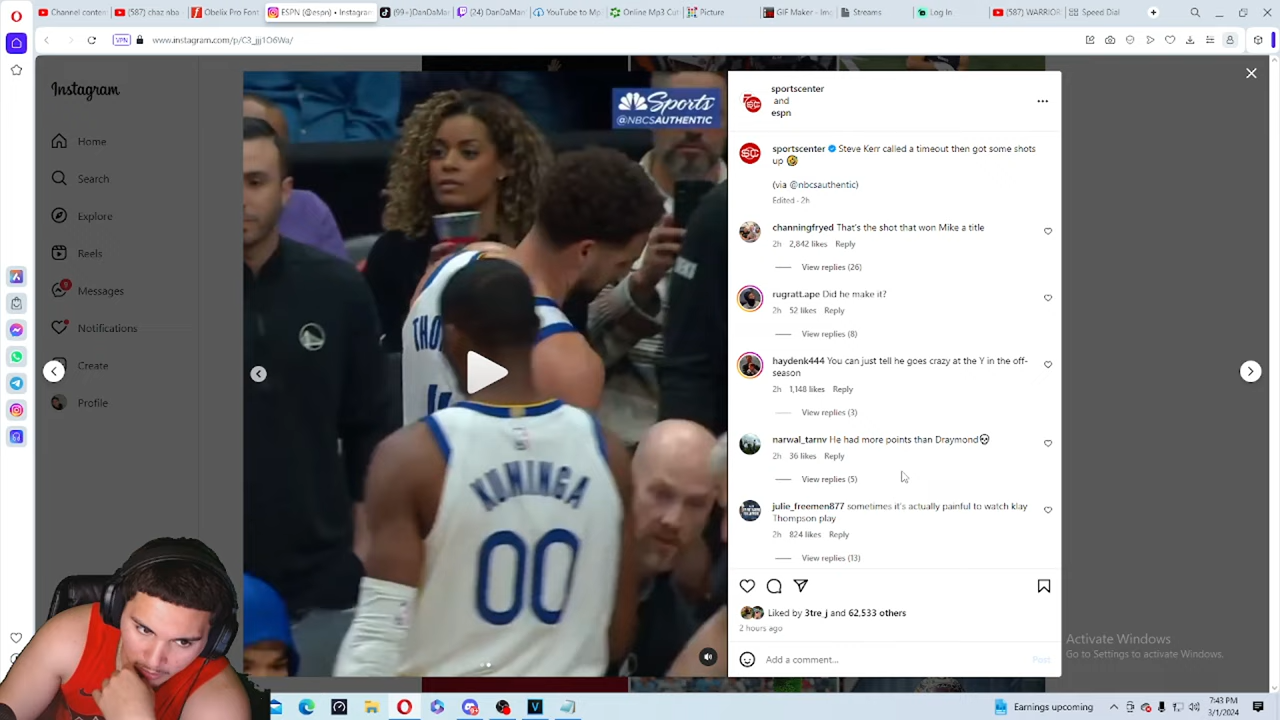 Channel content
(587) chaz nba
Obelix Pro Font
ESPN (@espn) • Instagram
(99+)DanDaMan
(24) DanDaMan
YouTube to Mp
Online Mp3 Cut
Picture
GIF Maker - Imp
Streams
Log In
(587) WARRIOR
Speed Dial
VPN
www.instagram.com/p/C3_jjj1O6Wa/
Instagram
Home
Search
Explore
Reels
Messages
Notifications
Create
Profile
NBC Sports
@NBCSAUTHENTIC
THO
KUMINGA
00
sportscenter
and
espn
sportscenter Steve Kerr called a timeout then got some shots
up 🤣
(via @nbcsauthentic)
Edited · 2h
channingfryed That's the shot that won Mike a title
2h 2,842 likes Reply
View replies (26)
rugratt.ape Did he make it?
2h 52 likes Reply
View replies (8)
haydenk444 You can just tell he goes crazy at the Y in the off-
season
2h 1,148 likes Reply
View replies (3)
narwal_tarnv He had more points than Draymond💀
2h 36 likes Reply
View replies (5)
julie_freemen877 sometimes it's actually painful to watch klay
Thompson play
2h 824 likes Reply
View replies (13)
Liked by 3tre_j and 62,533 others
2 hours ago
Add a comment...
Post
Activate Windows
Go to Settings to activate Windows.
Earnings upcoming
7:43 PM
3/1/2024